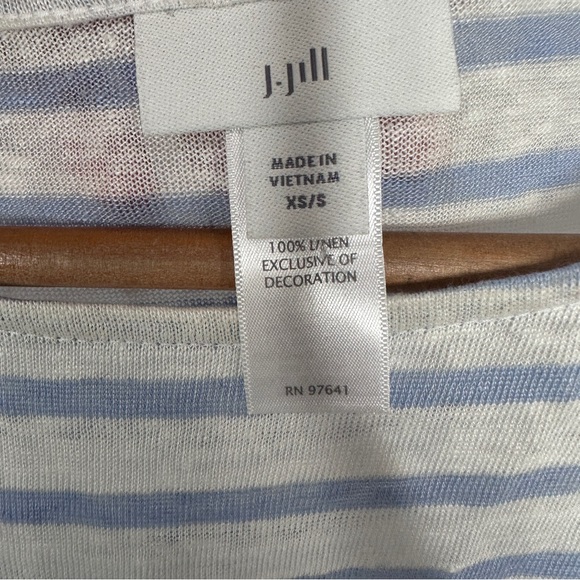 J.Jill
MADE IN
VIETNAM
XS/S
100% LINEN
EXCLUSIVE OF
DECORATION
RN 97641